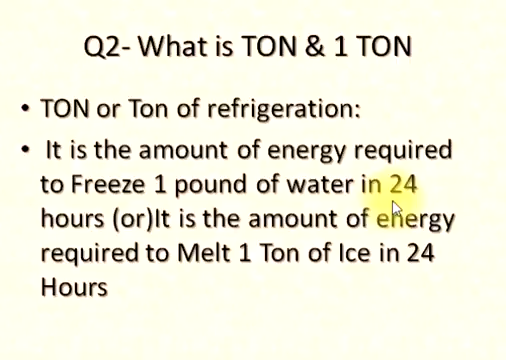 Q2- What is TON & 1 TON
• TON or Ton of refrigeration:
• It is the amount of energy required
to Freeze 1 pound of water in 24
hours (or)It is the amount of energy
required to Melt 1 Ton of Ice in 24
Hours